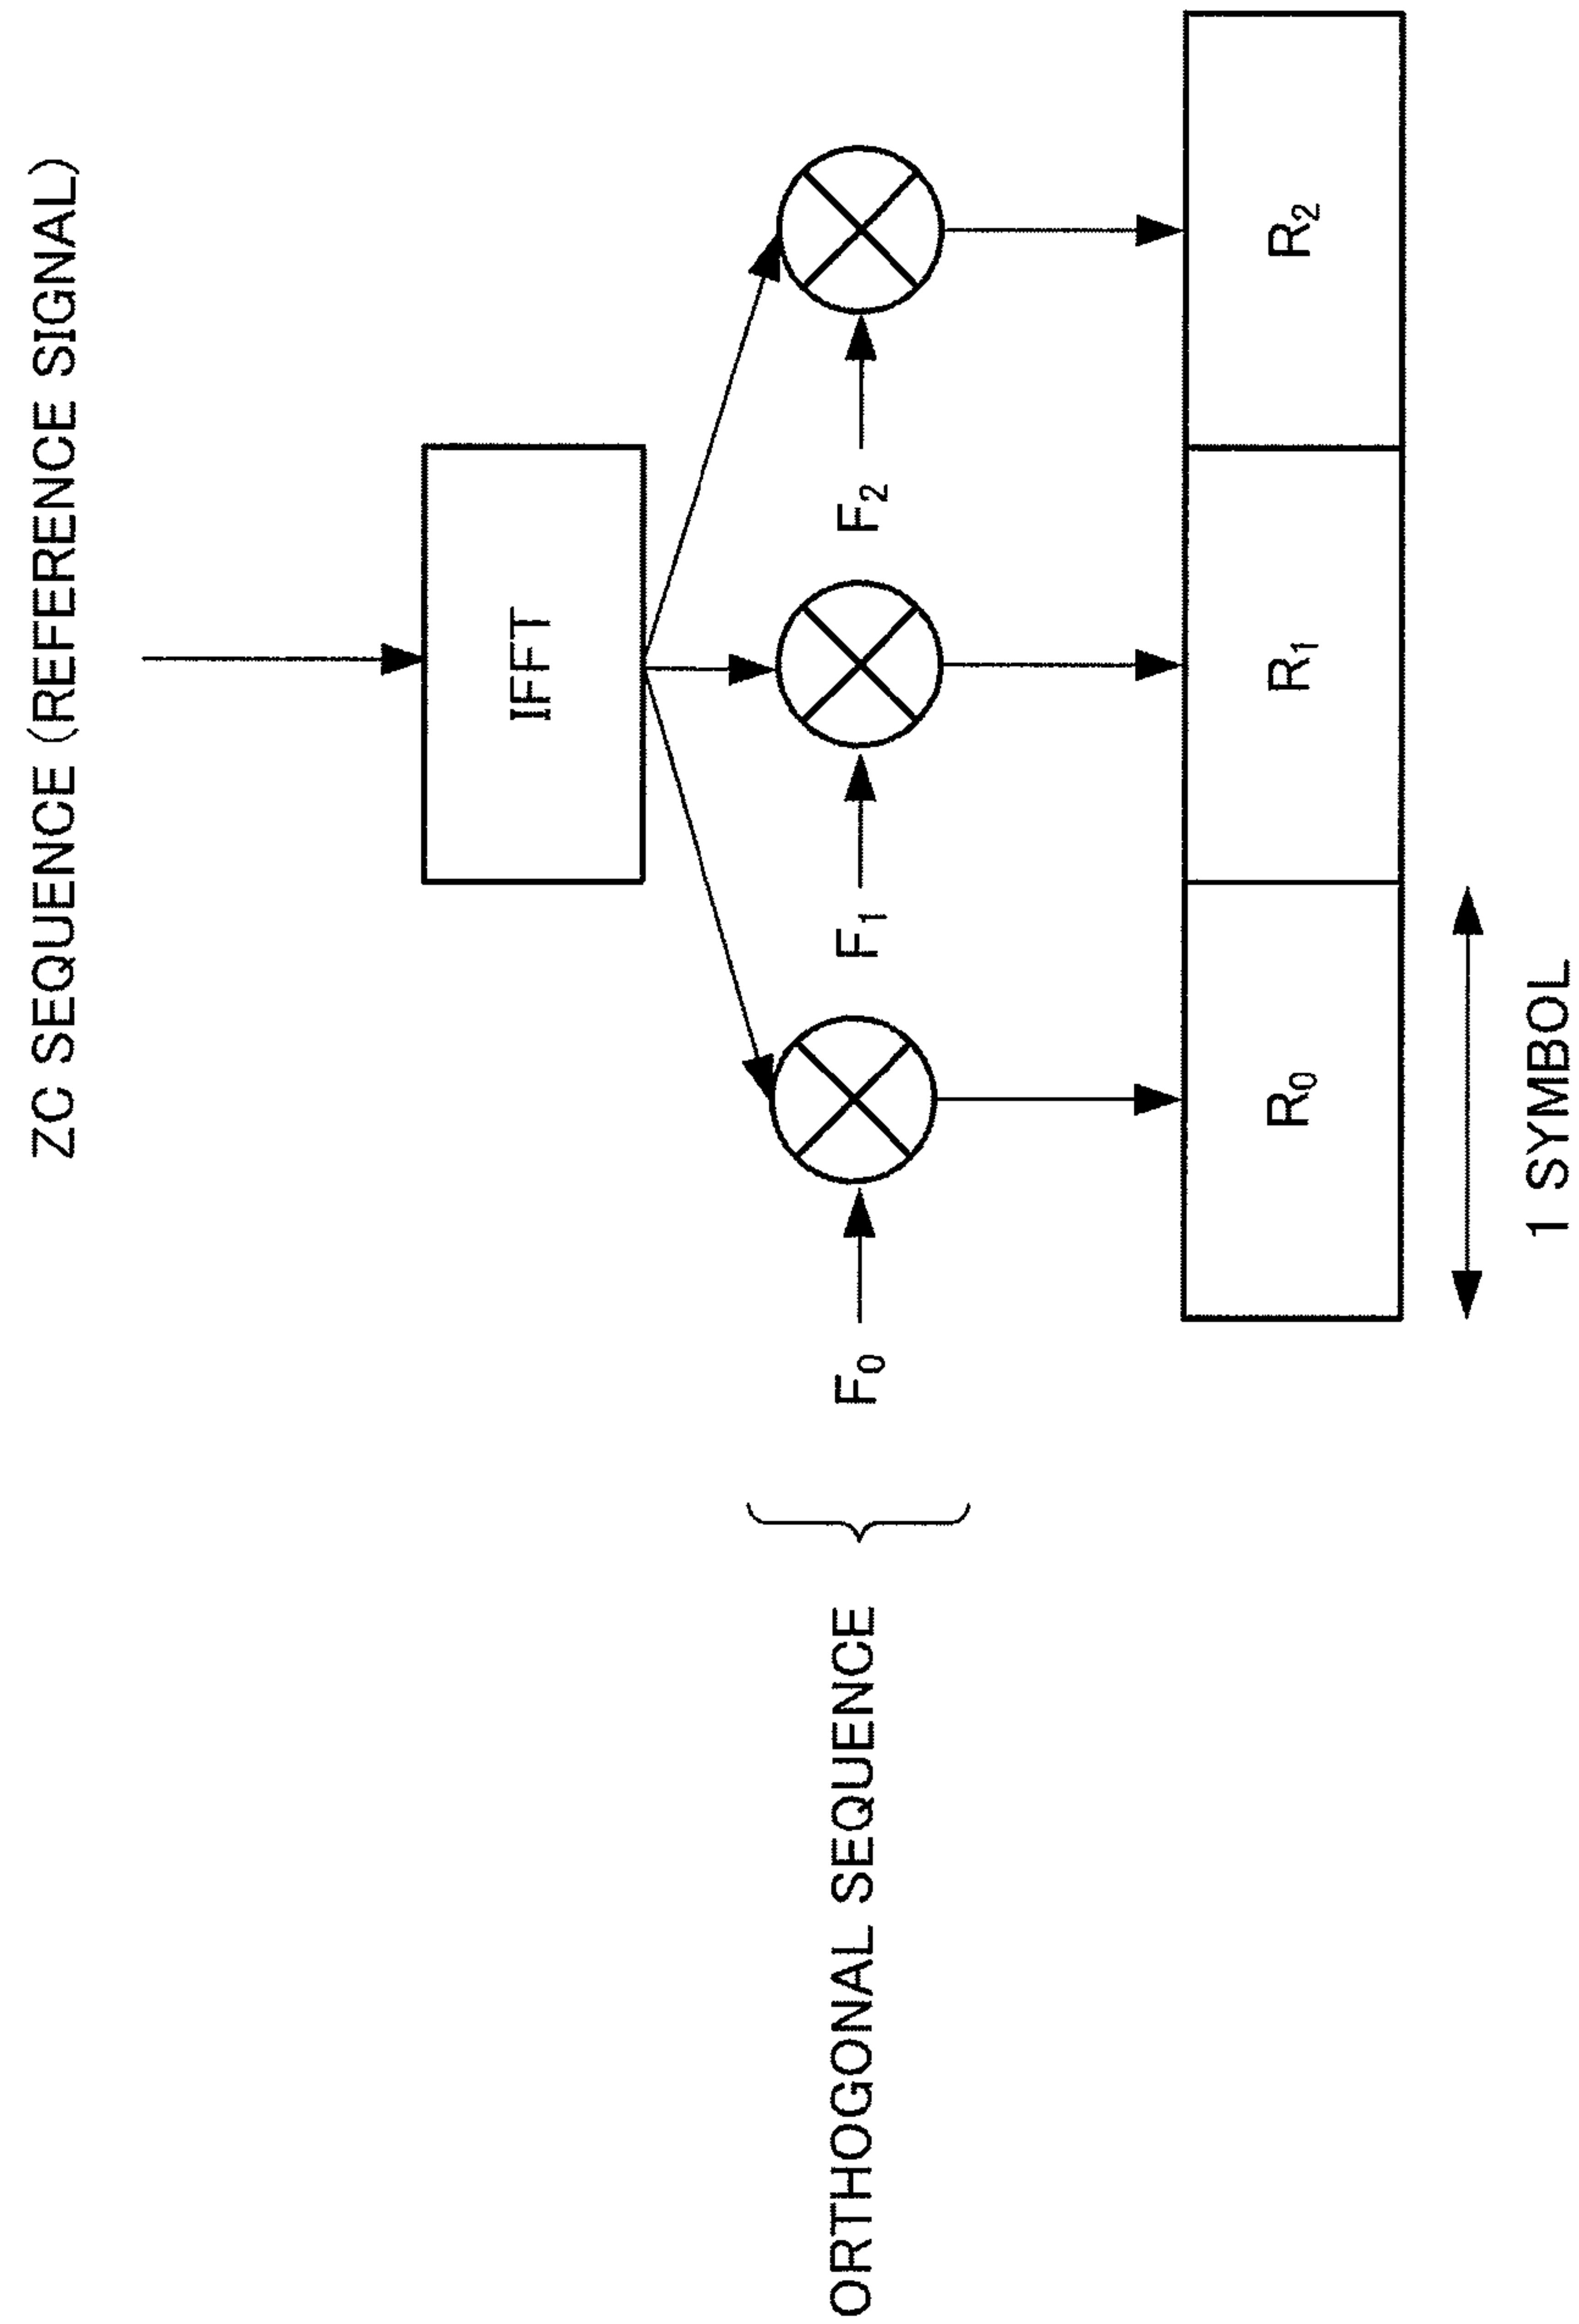 ZC SEQUENCE (REFERENCE SIGNAL)
IFFT
ORTHOGONAL SEQUENCE
F₀
F₁
F₂
R₀
R₁
R₂
1 SYMBOL